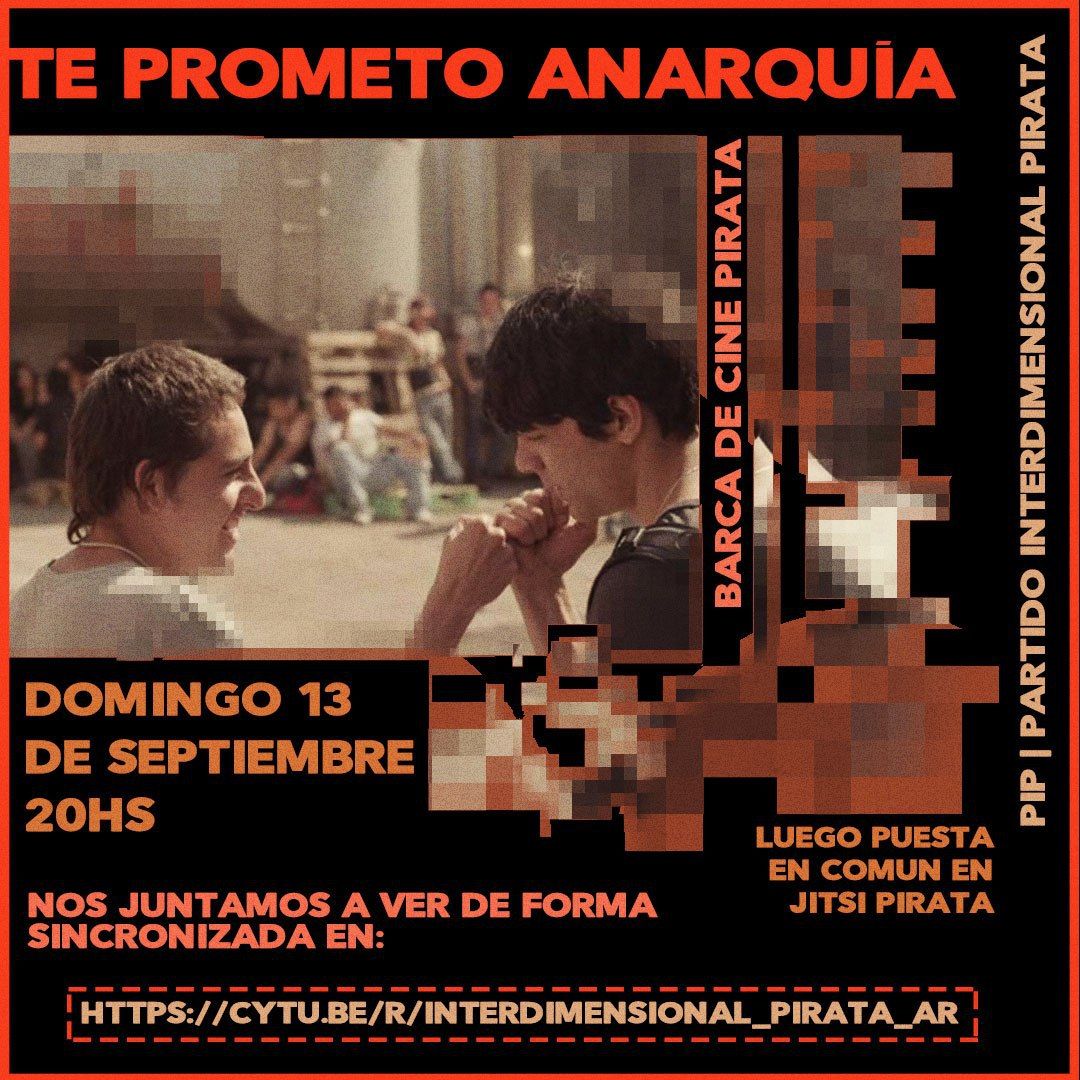 TE PROMETO ANARQUÍA
BARCA DE CINE PIRATA
PIP | PARTIDO INTERDIMENSIONAL PIRATA
DOMINGO 13
DE SEPTIEMBRE
20HS
LUEGO PUESTA
EN COMUN EN
JITSI PIRATA
NOS JUNTAMOS A VER DE FORMA
SINCRONIZADA EN:
HTTPS://CYTU.BE/R/INTERDIMENSIONAL_PIRATA_AR